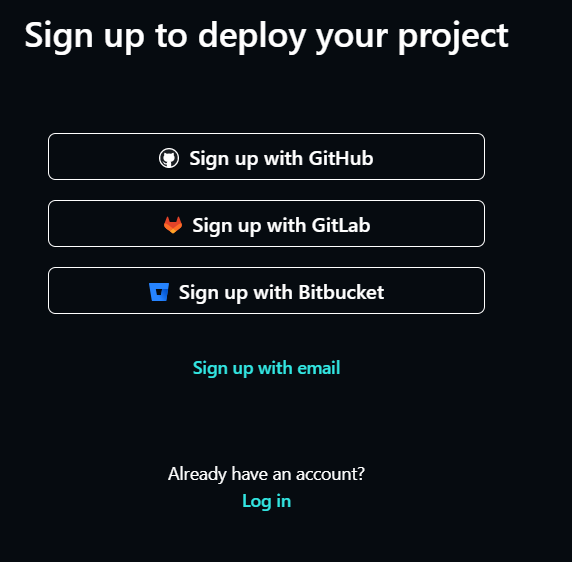 Sign up to deploy your project
Sign up with GitHub
Sign up with GitLab
Sign up with Bitbucket
Sign up with email
Already have an account?
Log in